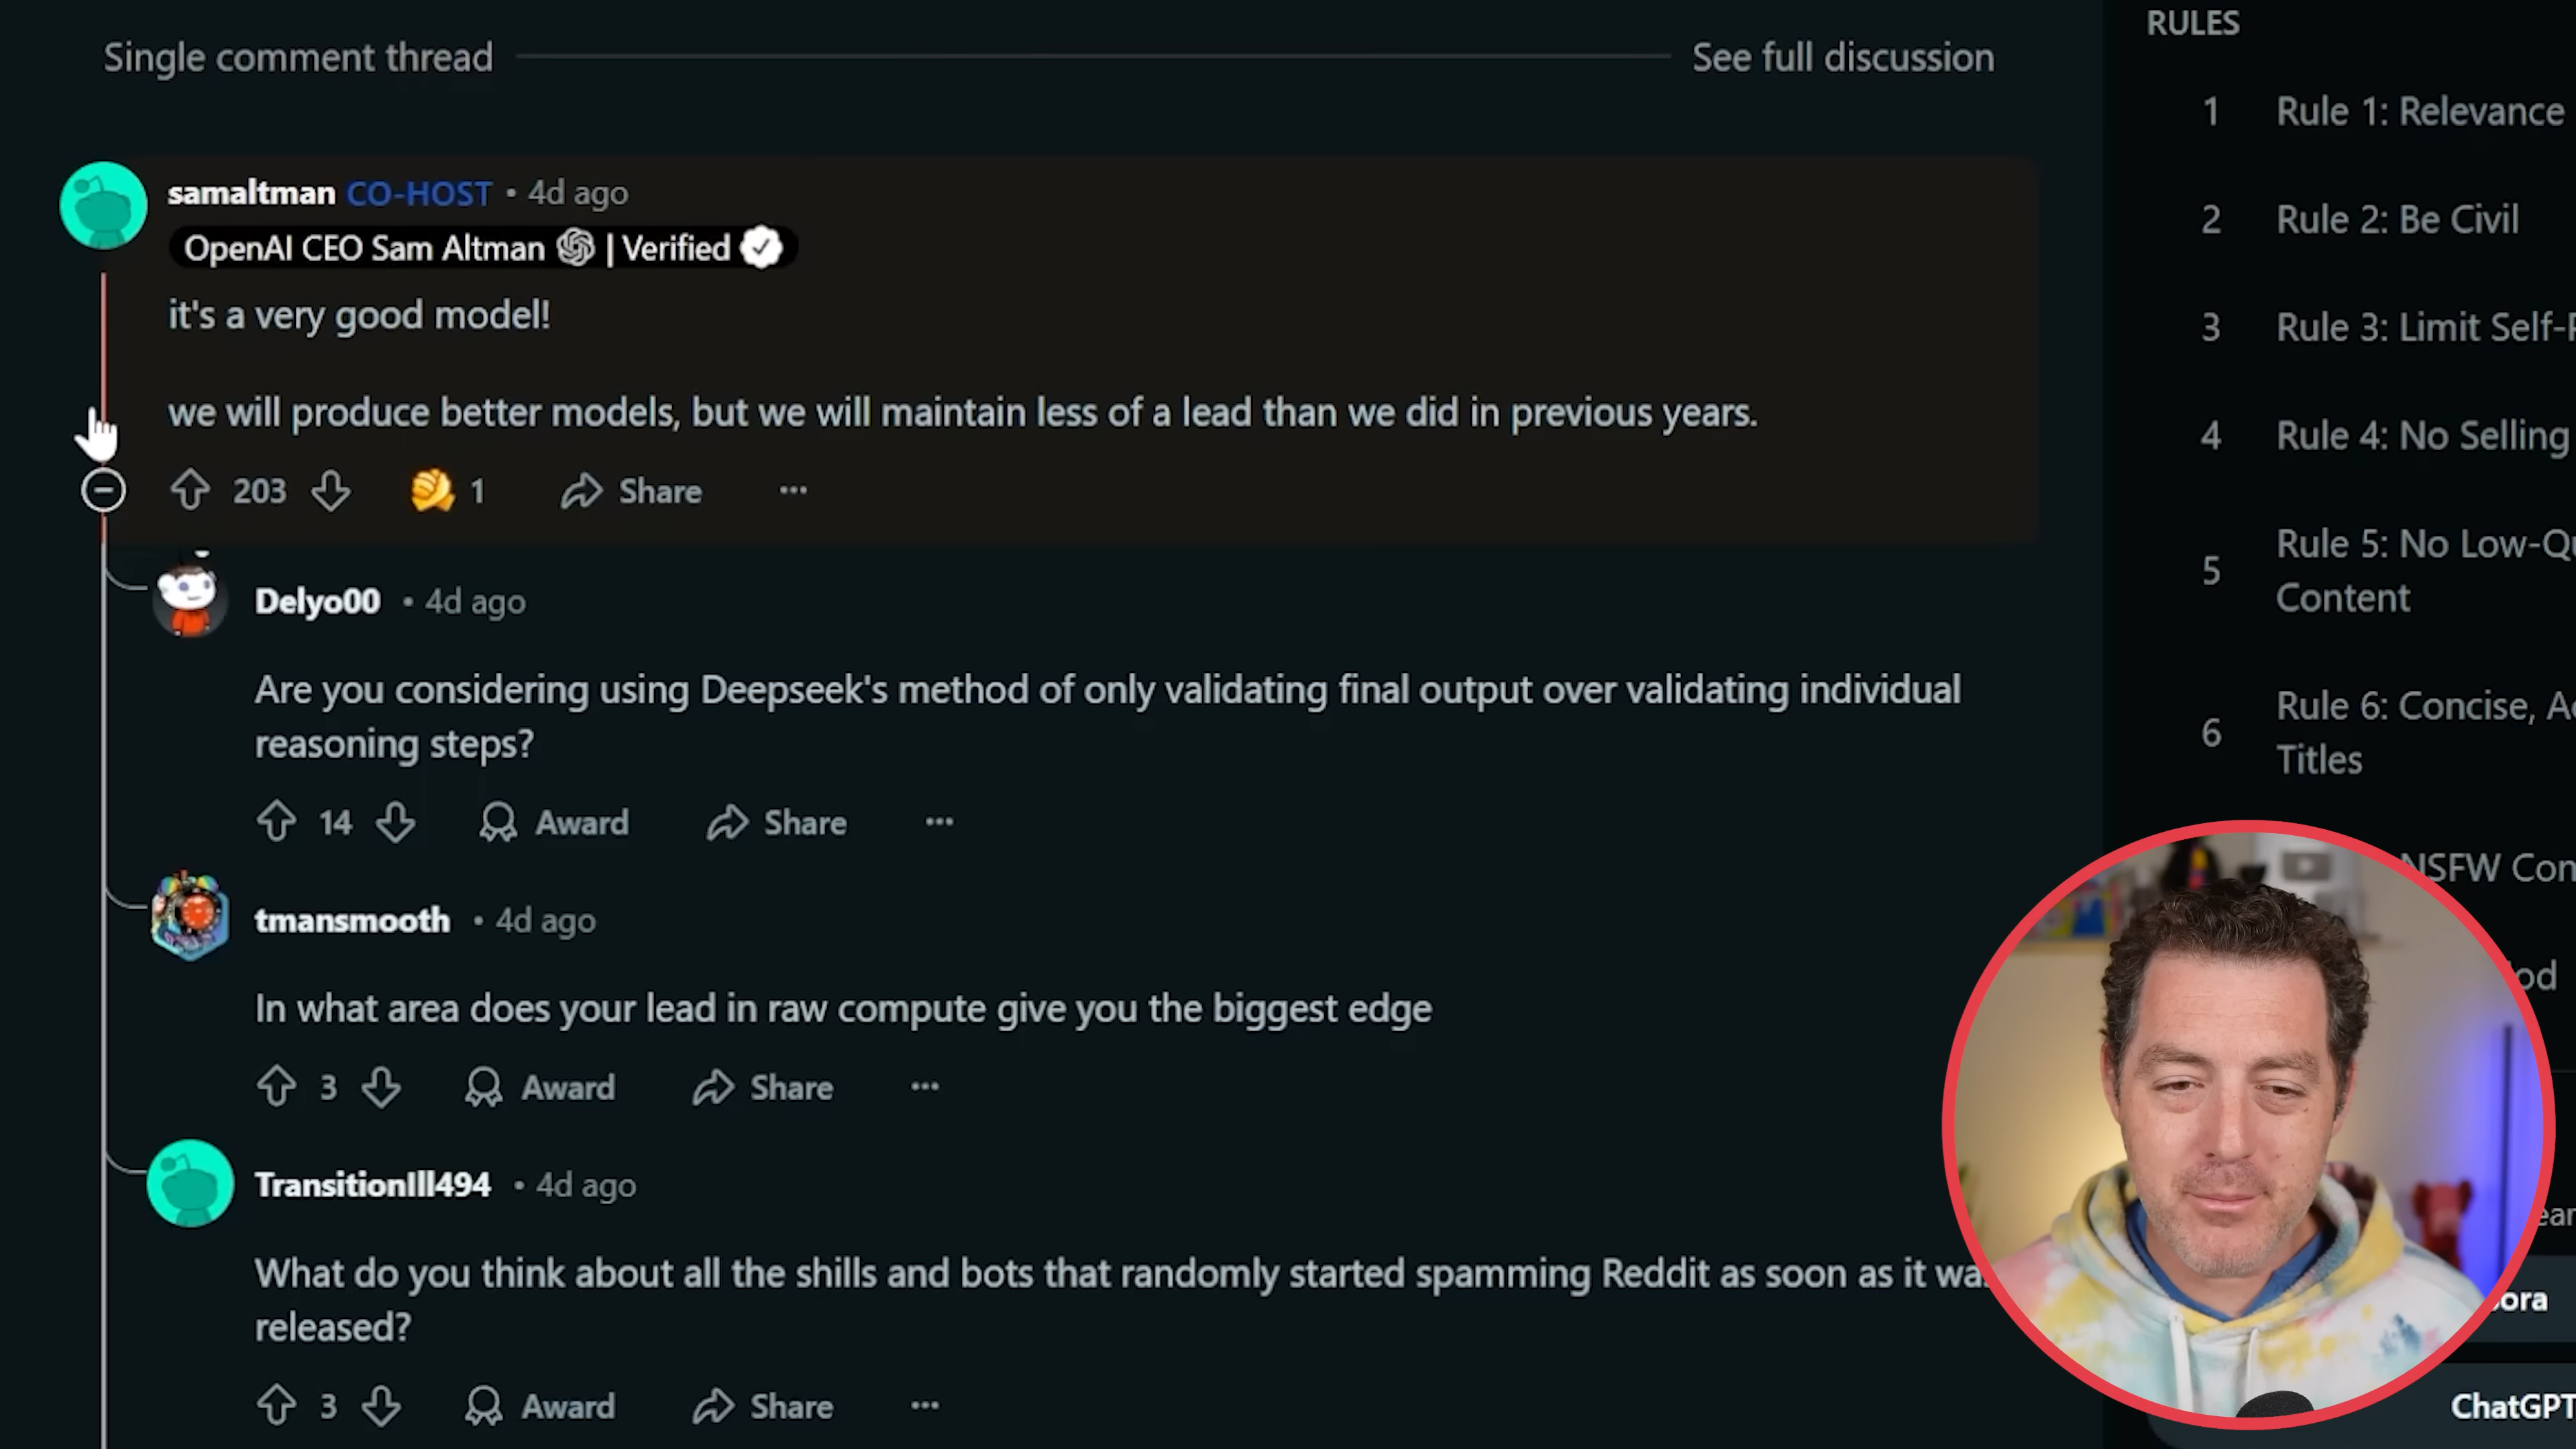 Single comment thread
See full discussion
samaltman CO-HOST • 4d ago
OpenAI CEO Sam Altman | Verified
it's a very good model!
we will produce better models, but we will maintain less of a lead than we did in previous years.
203
1
Share
Delyo00 • 4d ago
Are you considering using Deepseek's method of only validating final output over validating individual
reasoning steps?
14
Award
Share
tmansmooth • 4d ago
In what area does your lead in raw compute give you the biggest edge
3
Award
Share
TransitionIll494 • 4d ago
What do you think about all the shills and bots that randomly started spamming Reddit as soon as it
released?
3
Award
Share
RULES
1 Rule 1: Relevance
2 Rule 2: Be Civil
3 Rule 3: Limit
4 Rule 4: No Selling
5 Rule 5: No
Content
6 Rule 6: Concise,
Titles
NSFW
ChatGPT